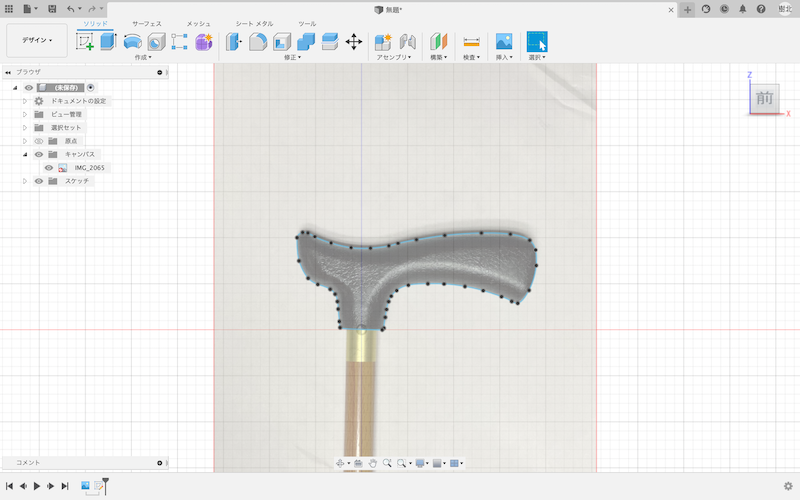 無題*
樹北
デザイン
ソリッド サーフェス メッシュ シート メタル ツール
作成 修正 アセンブリ 構築 検査 挿入 選択
ブラウザ
(未保存)
ドキュメントの設定
ビュー管理
選択セット
原点
キャンバス
IMG_2065
スケッチ
Z
前
X
コメント